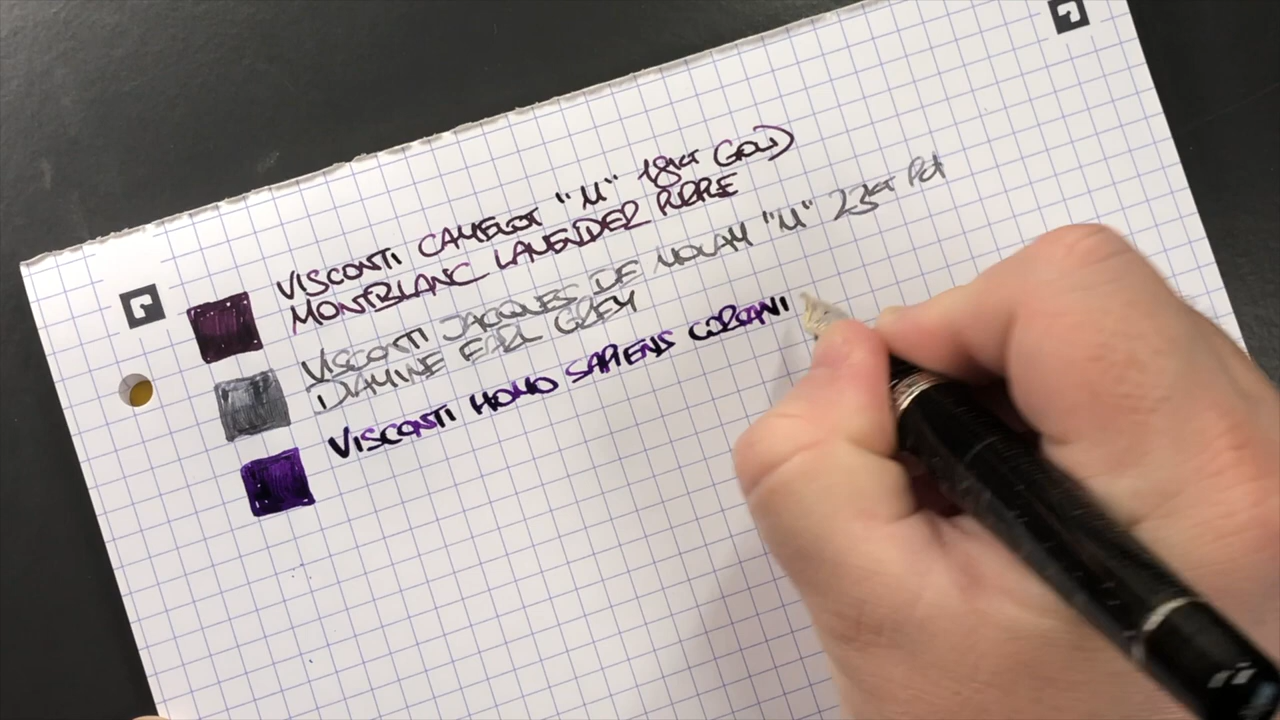 VISCONTI CAMELOT "M" 18kt GOLD
MONTBLANC LAVENDER PURPLE
VISCONTI JACQUES DE MOLAY "M" 23kt Pd
DIAMINE EARL GREY
VISCONTI HOMO SAPIENS